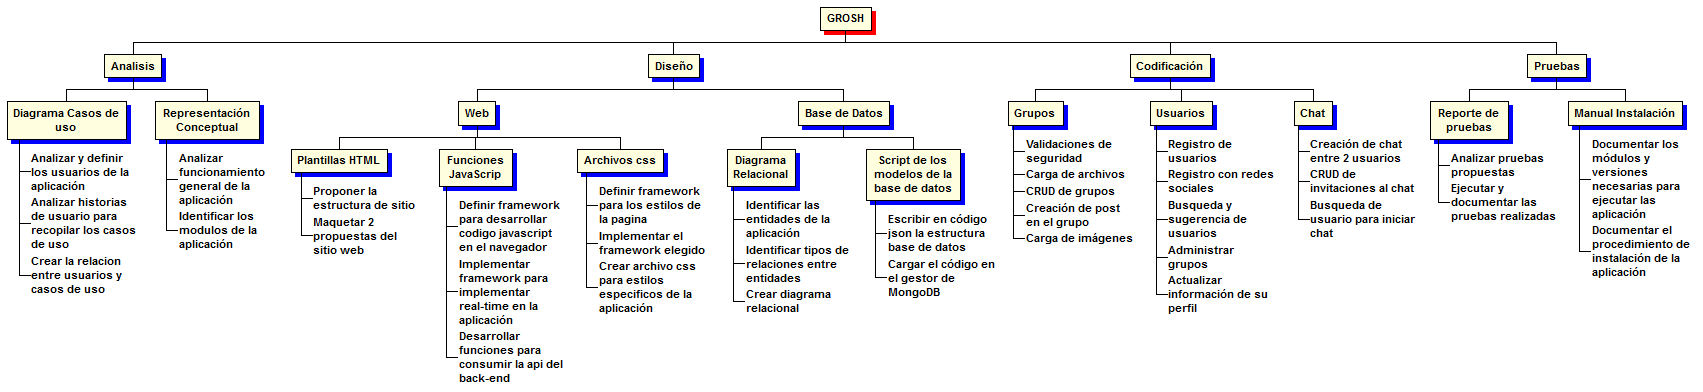 GROSH
Analisis
Diseño
Codificación
Pruebas
Diagrama Casos de
uso
Analizar y definir
los usuarios de la
aplicación
Analizar historias
de usuario para
recopilar los casos
de uso
Crear la relacion
entre usuarios y
casos de uso
Representación
Conceptual
Analizar
funcionamiento
general de la
aplicación
Identificar los
modulos de la
aplicación
Web
Plantillas HTML
Proponer la
estructura de sitio
Maquetar 2
propuestas del
sitio web
Funciones
JavaScrip
Definir framework
para desarrollar
codigo javascript
en el navegador
Implementar
framework para
implementar
real-time en la
aplicación
Desarrollar
funciones para
consumir la api del
back-end
Archivos css
Definir framework
para los estilos de
la pagina
Implementar el
framework elegido
Crear archivo css
para estilos
especificos de la
aplicación
Base de Datos
Diagrama
Relacional
Identificar las
entidades de la
aplicación
Identificar tipos de
relaciones entre
entidades
Crear diagrama
relacional
Script de los
modelos de la
base de datos
Escribir en código
json la estructura
base de datos
Cargar el código en
el gestor de
MongoDB
Grupos
Validaciones de
seguridad
Carga de archivos
CRUD de grupos
Creación de post
en el grupo
Carga de imágenes
Usuarios
Registro de
usuarios
Registro con redes
sociales
Busqueda y
sugerencia de
usuarios
Administrar
grupos
Actualizar
información de su
perfil
Chat
Creación de chat
entre 2 usuarios
CRUD de
invitaciones al chat
Busqueda de
usuario para iniciar
chat
Reporte de
pruebas
Analizar pruebas
propuestas
Ejecutar y
documentar las
pruebas realizadas
Manual Instalación
Documentar los
módulos y
versiones
necesarias para
ejecutar las
aplicación
Documentar el
procedimiento de
instalación de la
aplicación